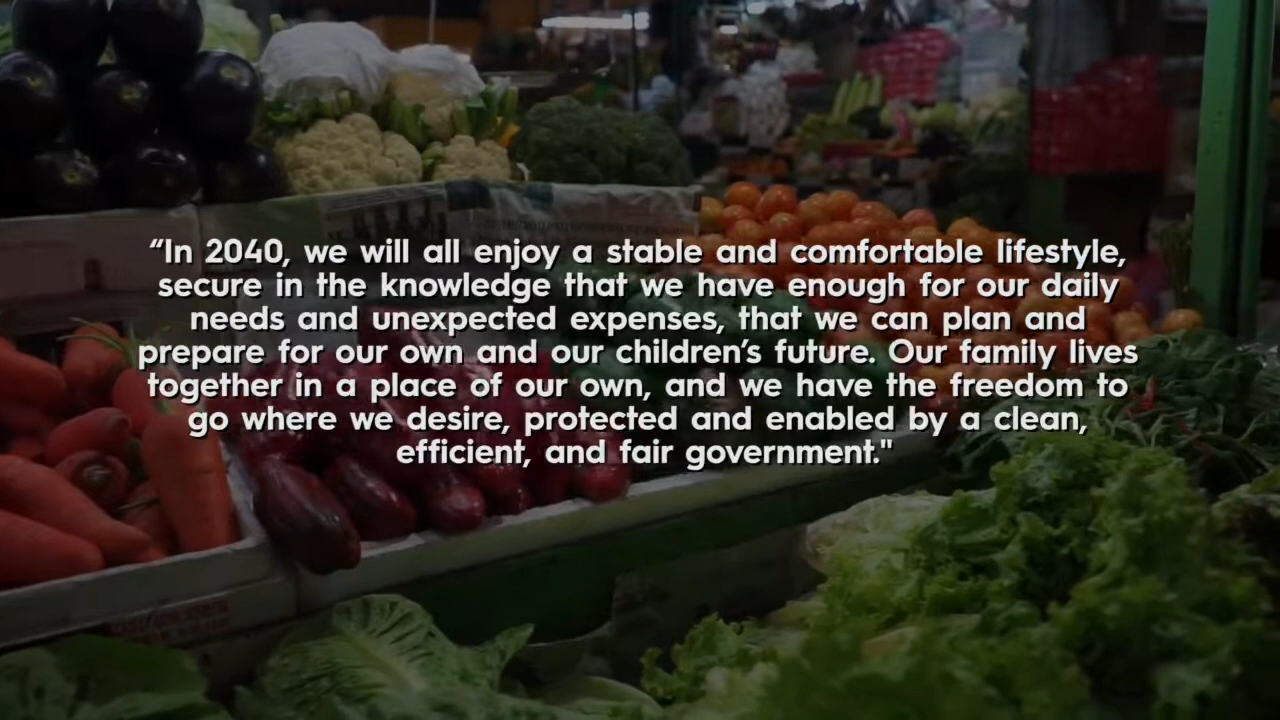 “In 2040, we will all enjoy a stable and comfortable lifestyle,
secure in the knowledge that we have enough for our daily
needs and unexpected expenses, that we can plan and
prepare for our own and our children’s future. Our family lives
together in a place of our own, and we have the freedom to
go where we desire, protected and enabled by a clean,
efficient, and fair government."